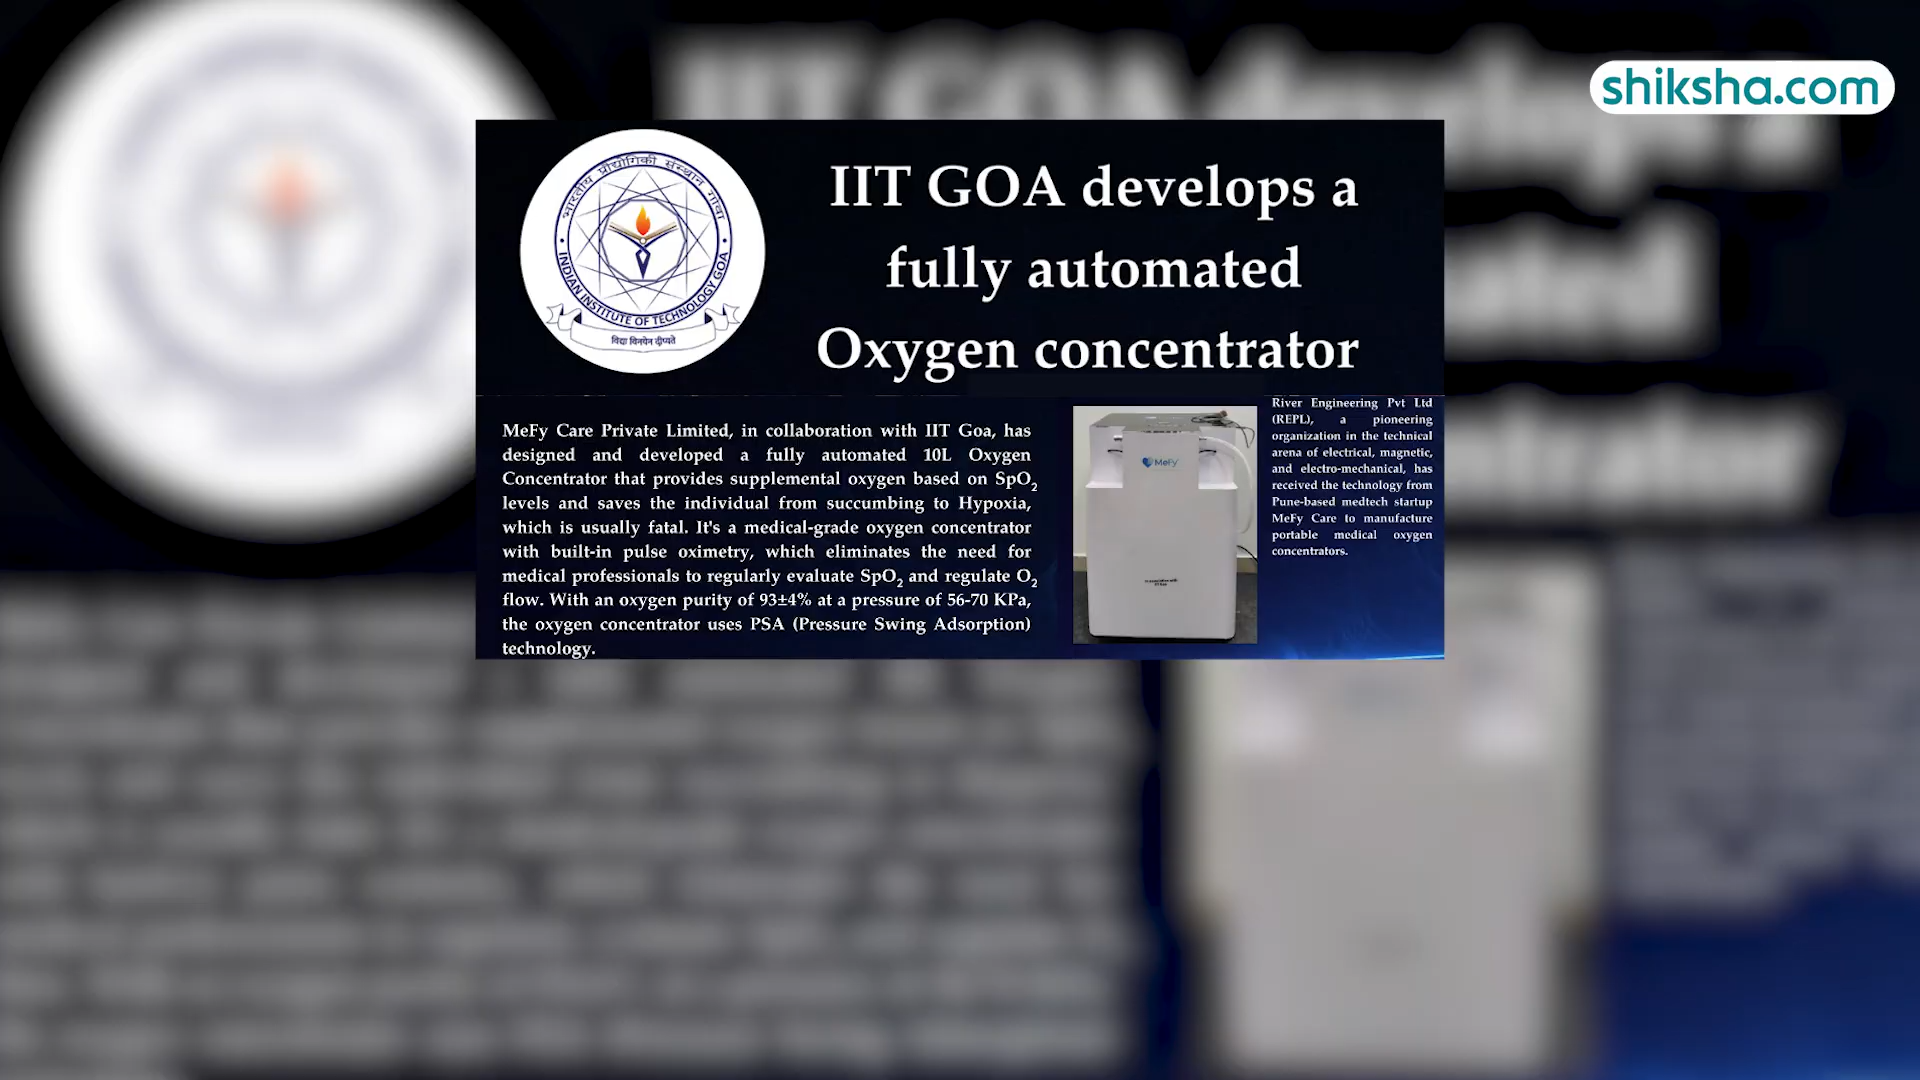 shiksha.com
भारतीय प्रौद्योगिकी संस्थान गोवा
INDIAN INSTITUTE OF TECHNOLOGY GOA
विद्या विनयेन दीप्यते
IIT GOA develops a
fully automated
Oxygen concentrator
MeFy Care Private Limited, in collaboration with IIT Goa, has
designed and developed a fully automated 10L Oxygen
Concentrator that provides supplemental oxygen based on SpO2
levels and saves the individual from succumbing to Hypoxia,
which is usually fatal. It's a medical-grade oxygen concentrator
with built-in pulse oximetry, which eliminates the need for
medical professionals to regularly evaluate SpO2 and regulate O2
flow. With an oxygen purity of 93±4% at a pressure of 56-70 KPa,
the oxygen concentrator uses PSA (Pressure Swing Adsorption)
technology.
MeFy
River Engineering Pvt Ltd
(REPL), a pioneering
organization in the technical
arena of electrical, magnetic,
and electro-mechanical, has
received the technology from
Pune-based medtech startup
MeFy Care to manufacture
portable medical oxygen
concentrators.